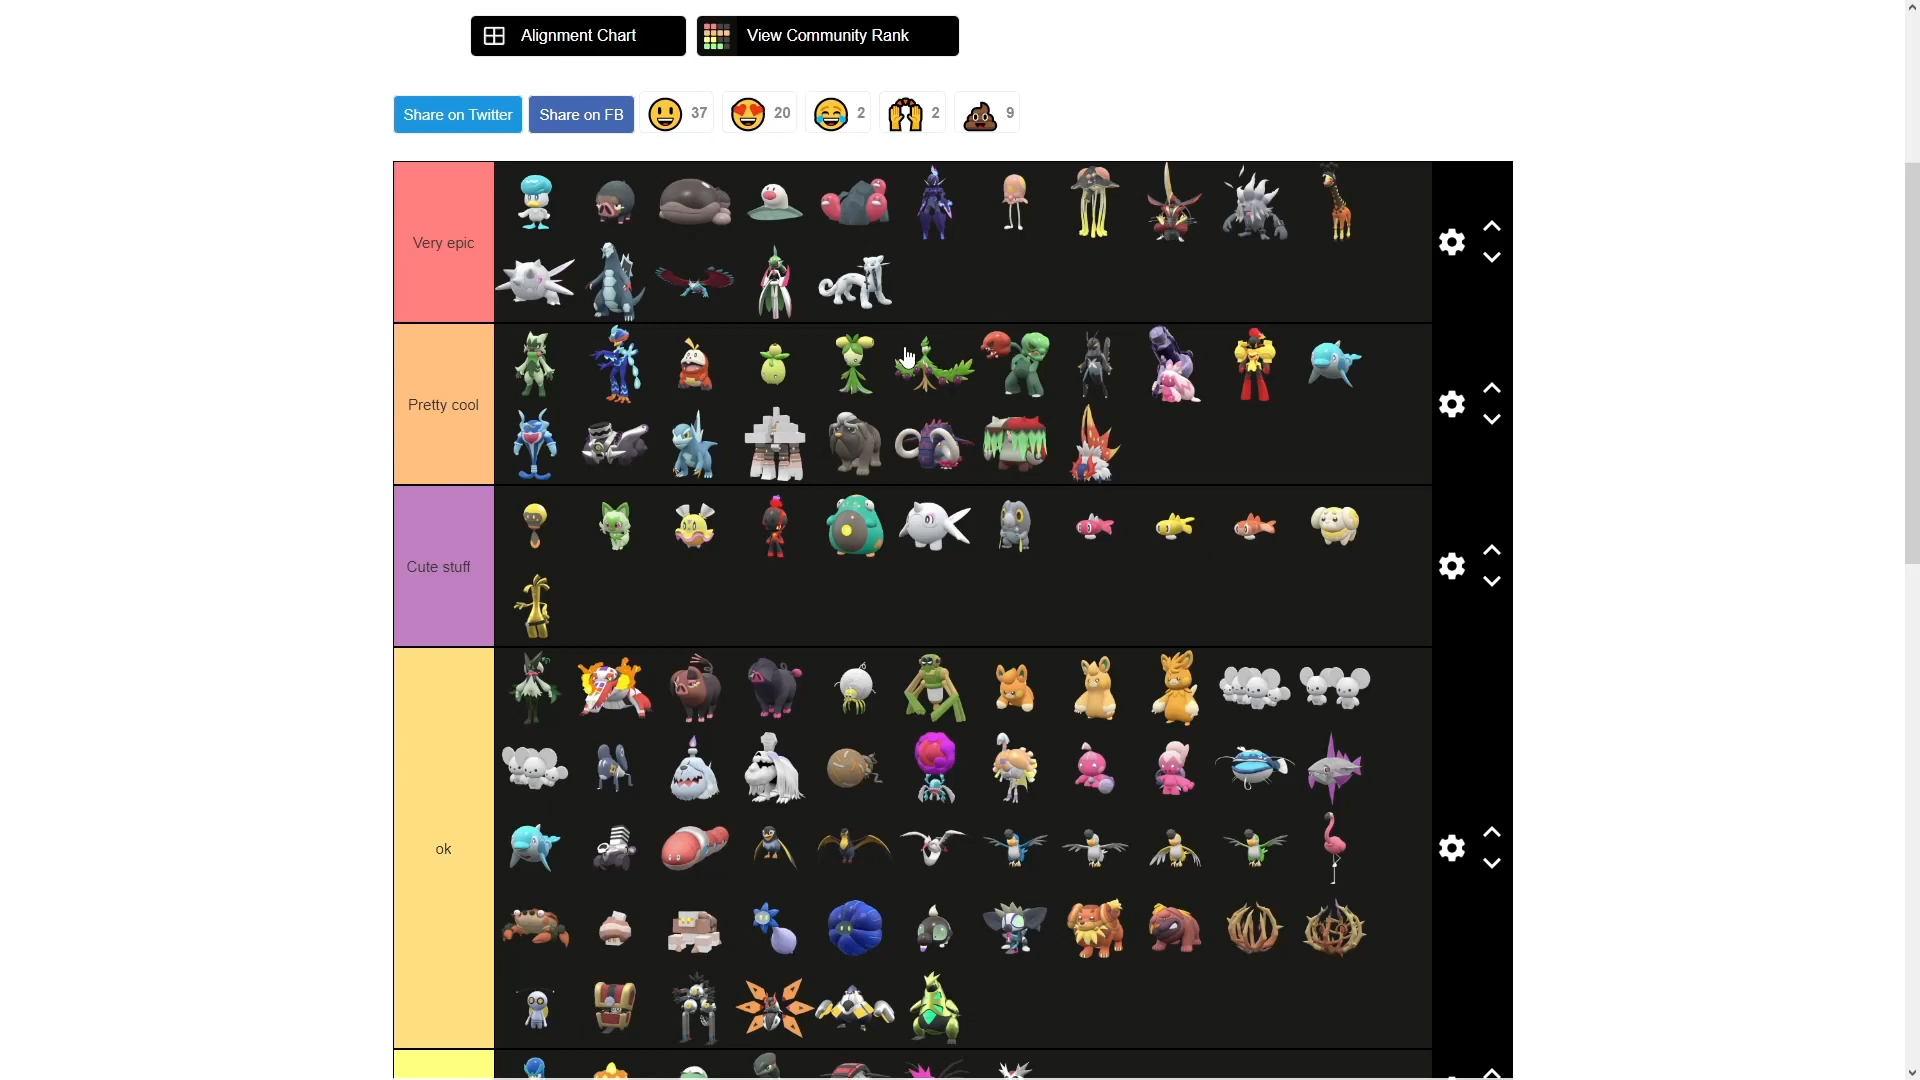 Alignment Chart
View Community Rank
Share on Twitter
Share on FB
37
20
2
2
9
Very epic
Pretty cool
Cute stuff
ok